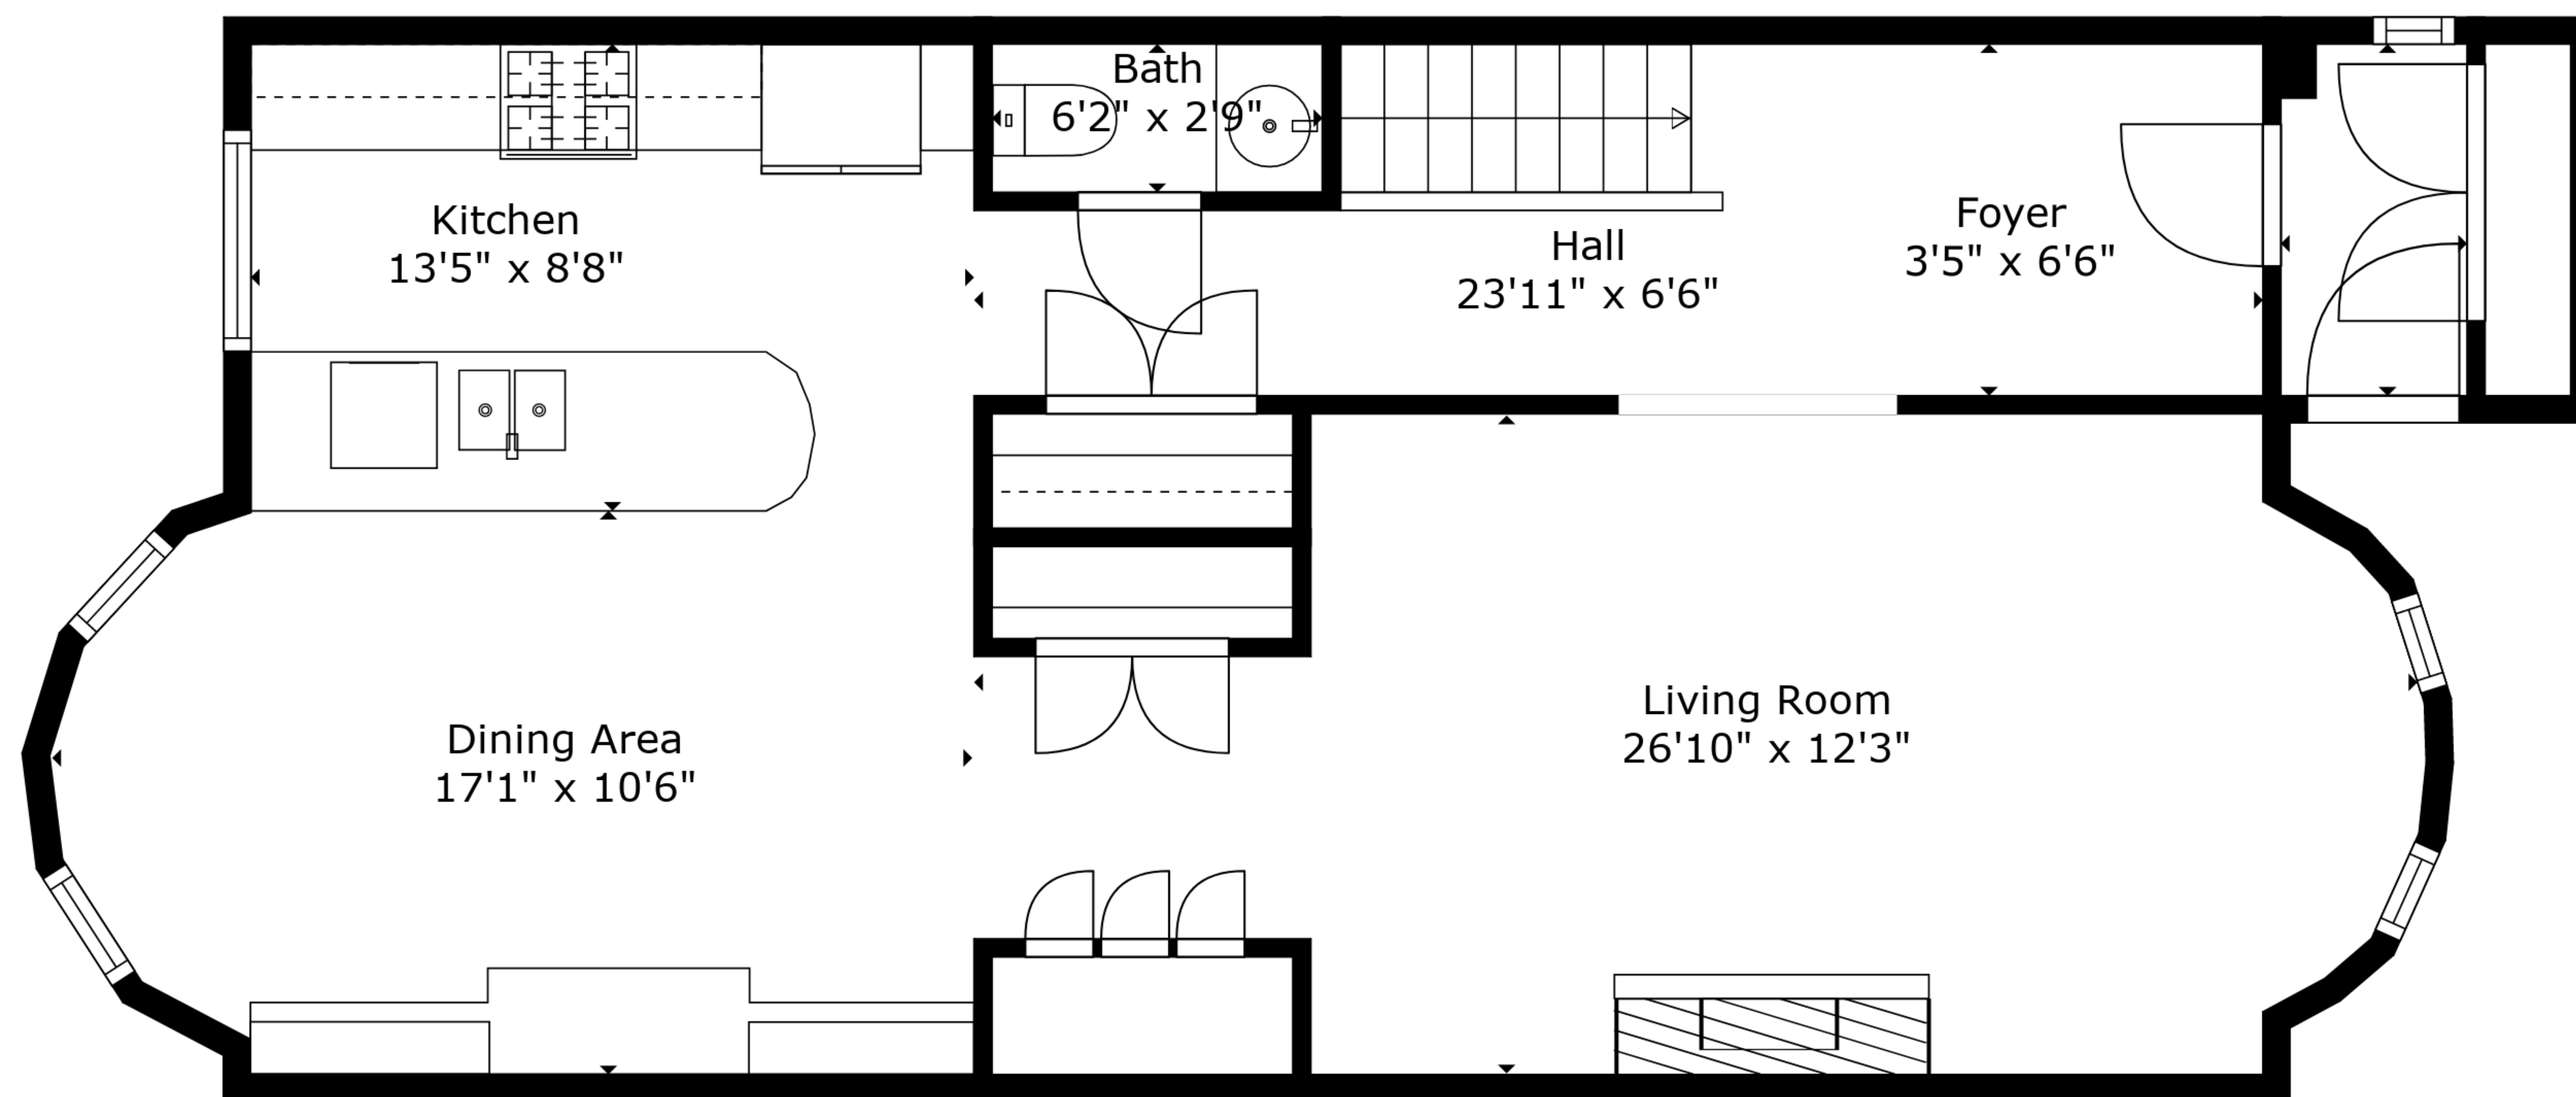 Bath
6'2" x 2'9"
Kitchen
13'5" x 8'8"
Hall
23'11" x 6'6"
Foyer
3'5" x 6'6"
Dining Area
17'1" x 10'6"
Living Room
26'10" x 12'3"